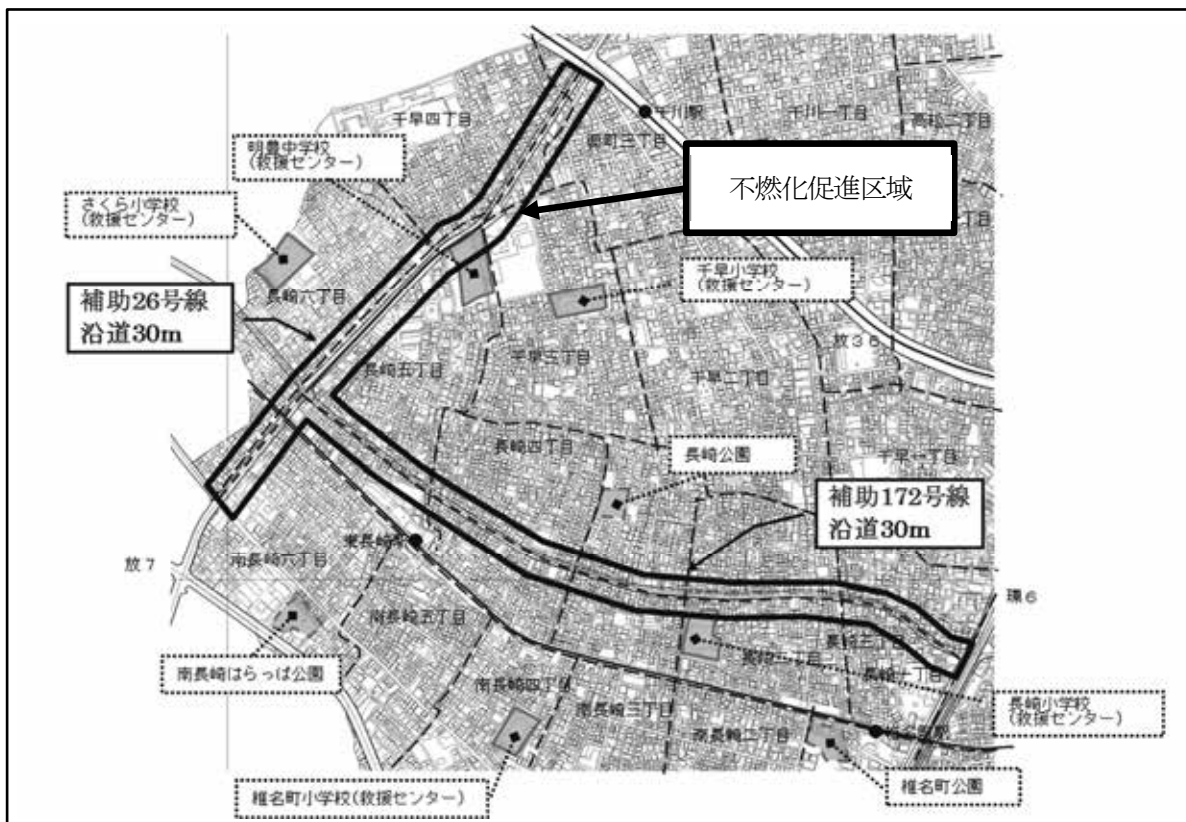 千川駅
千川一丁目
高松二丁目
千早四丁目
要町三丁目
明豊中学校
(救援センター)
不燃化促進区域
さくら小学校
(救援センター)
千早小学校
(救援センター)
長崎六丁目
補助26号線
沿道30m
放36
千早三丁目
長崎五丁目
千早二丁目
長崎四丁目
長崎公園
千早一丁目
補助172号線
沿道30m
東長崎駅
南長崎六丁目
放7
環6
南長崎五丁目
長崎二丁目
南長崎はらっぱ公園
長崎一丁目
南長崎四丁目
南長崎三丁目
長崎小学校
(救援センター)
南長崎二丁目
椎名町公園
椎名町小学校(救援センター)